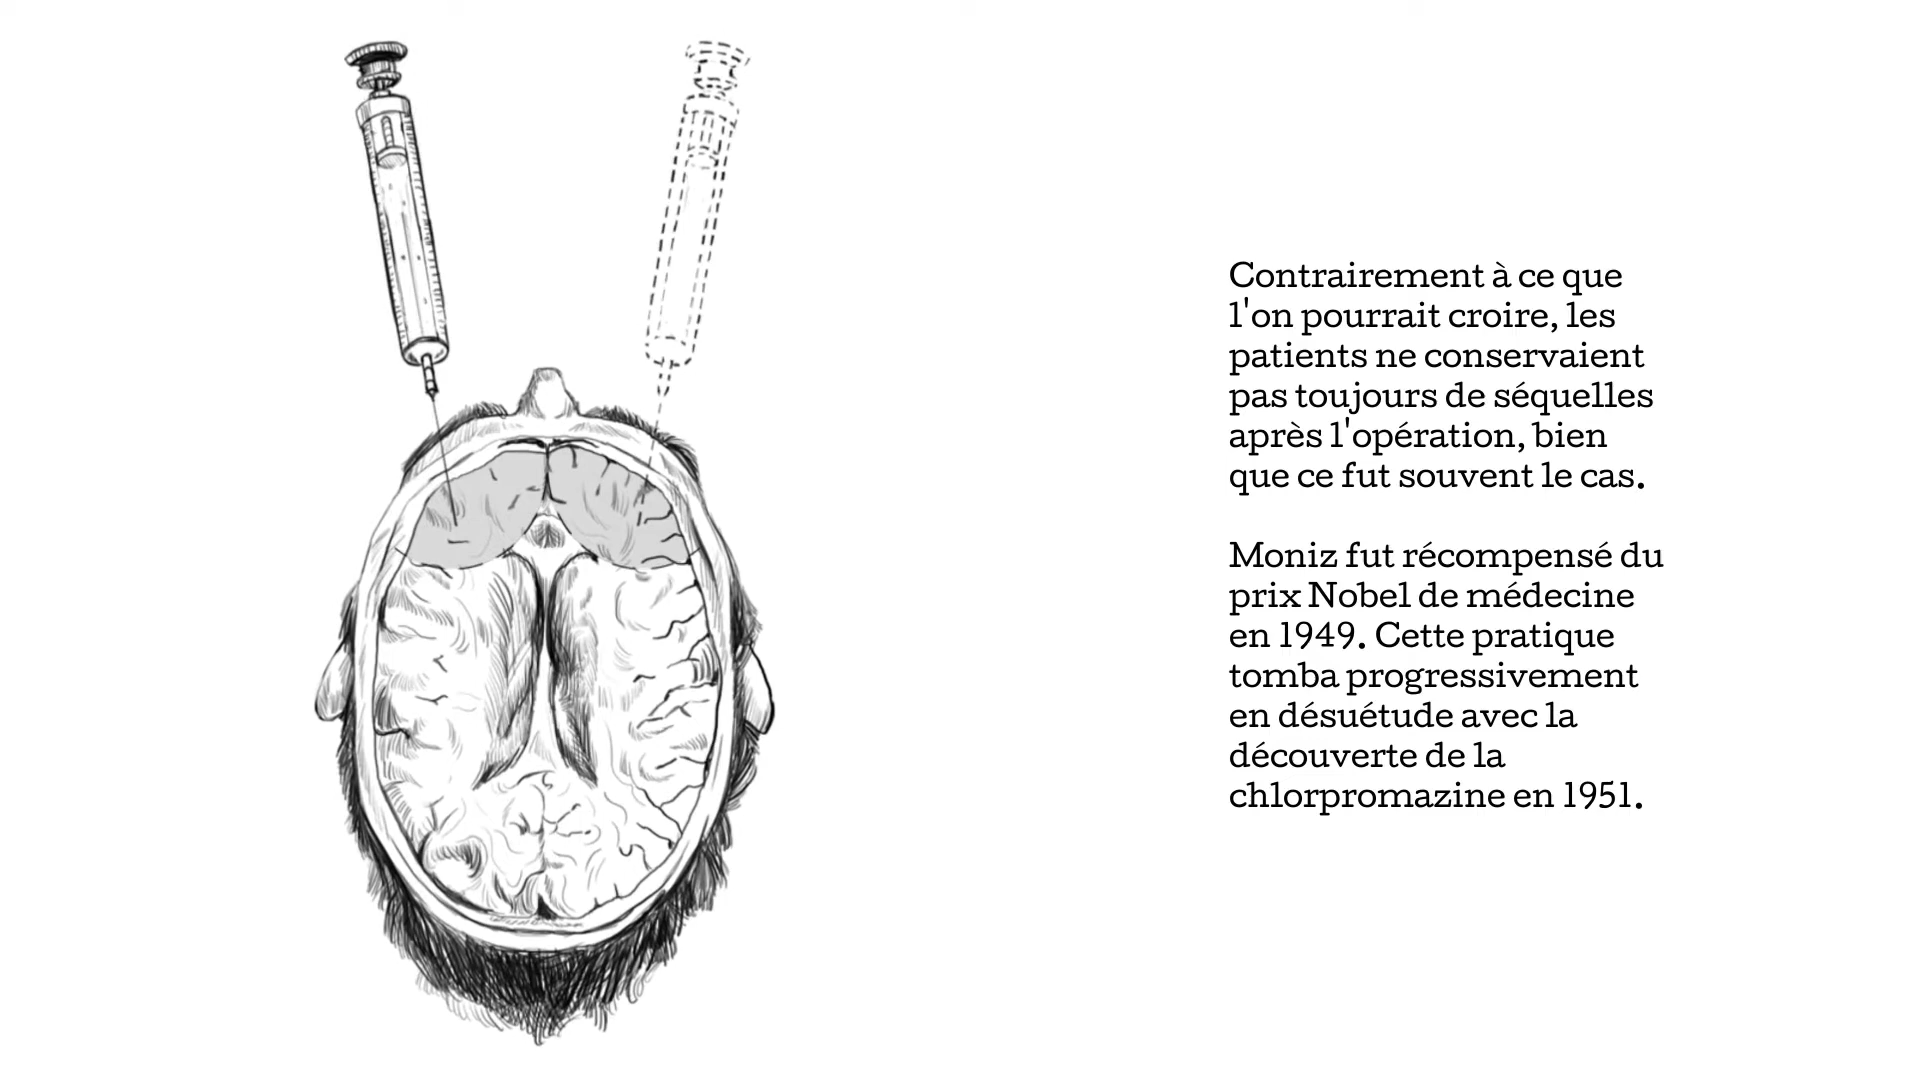 Contrairement à ce que
l'on pourrait croire, les
patients ne conservaient
pas toujours de séquelles
après l'opération, bien
que ce fut souvent le cas.
Moniz fut récompensé du
prix Nobel de médecine
en 1949. Cette pratique
tomba progressivement
en désuétude avec la
découverte de la
chlorpromazine en 1951.